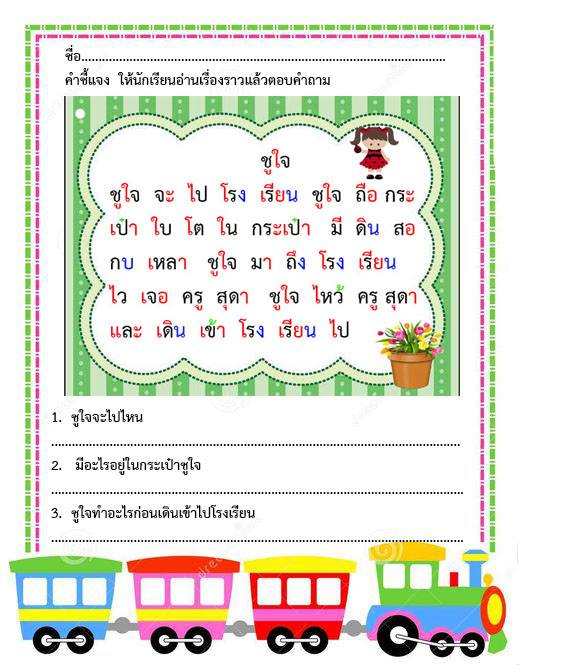 ชื่อ..........................................................................................
คำชี้แจง ให้นักเรียนอ่านเรื่องราวแล้วตอบคำถาม
ชูใจ
ชูใจ จะ ไป โรง เรียน ชูใจ ถือ กระ
เป๋า ใบ โต ใน กระเป๋า มี ดิน สอ
กบ เหลา ชูใจ มา ถึง โรง เรียน
ไว เจอ ครู สุดา ชูใจ ไหว้ ครู สุดา
และ เดิน เข้า โรง เรียน ไป
1. ชูใจจะไปไหน
....................................................................................................
2. มีอะไรอยู่ในกระเป๋าชูใจ
....................................................................................................
3. ชูใจทำอะไรก่อนเดินเข้าไปโรงเรียน
....................................................................................................